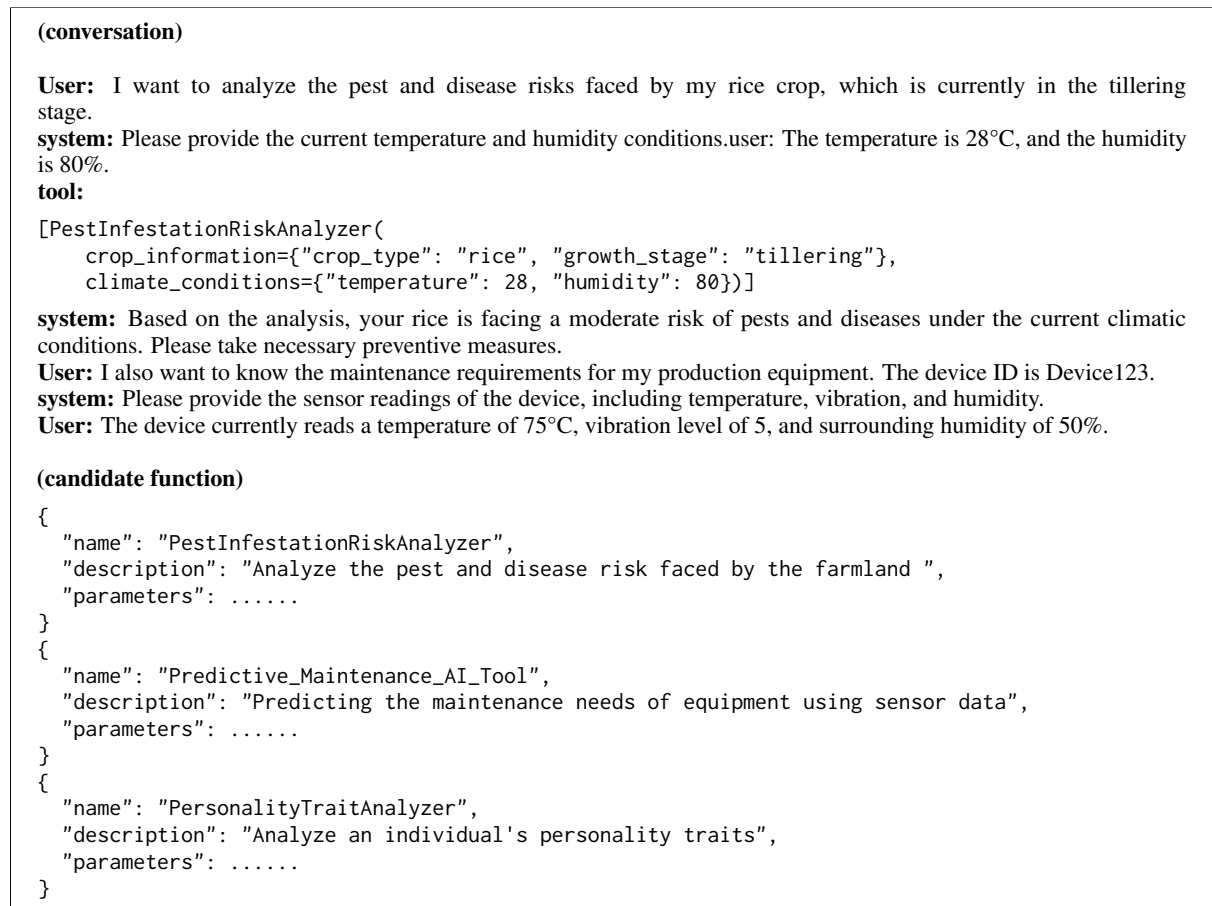 (conversation)
User: I want to analyze the pest and disease risks faced by my rice crop, which is currently in the tillering
stage.
system: Please provide the current temperature and humidity conditions.user: The temperature is 28°C, and the humidity
is 80%.
tool:
[PestInfestationRiskAnalyzer(
    crop_information={"crop_type": "rice", "growth_stage": "tillering"},
    climate_conditions={"temperature": 28, "humidity": 80})]
system: Based on the analysis, your rice is facing a moderate risk of pests and diseases under the current climatic
conditions. Please take necessary preventive measures.
User: I also want to know the maintenance requirements for my production equipment. The device ID is Device123.
system: Please provide the sensor readings of the device, including temperature, vibration, and humidity.
User: The device currently reads a temperature of 75°C, vibration level of 5, and surrounding humidity of 50%.
(candidate function)
{
  "name": "PestInfestationRiskAnalyzer",
  "description": "Analyze the pest and disease risk faced by the farmland ",
  "parameters": ......
}
{
  "name": "Predictive_Maintenance_AI_Tool",
  "description": "Predicting the maintenance needs of equipment using sensor data",
  "parameters": ......
}
{
  "name": "PersonalityTraitAnalyzer",
  "description": "Analyze an individual's personality traits",
  "parameters": ......
}